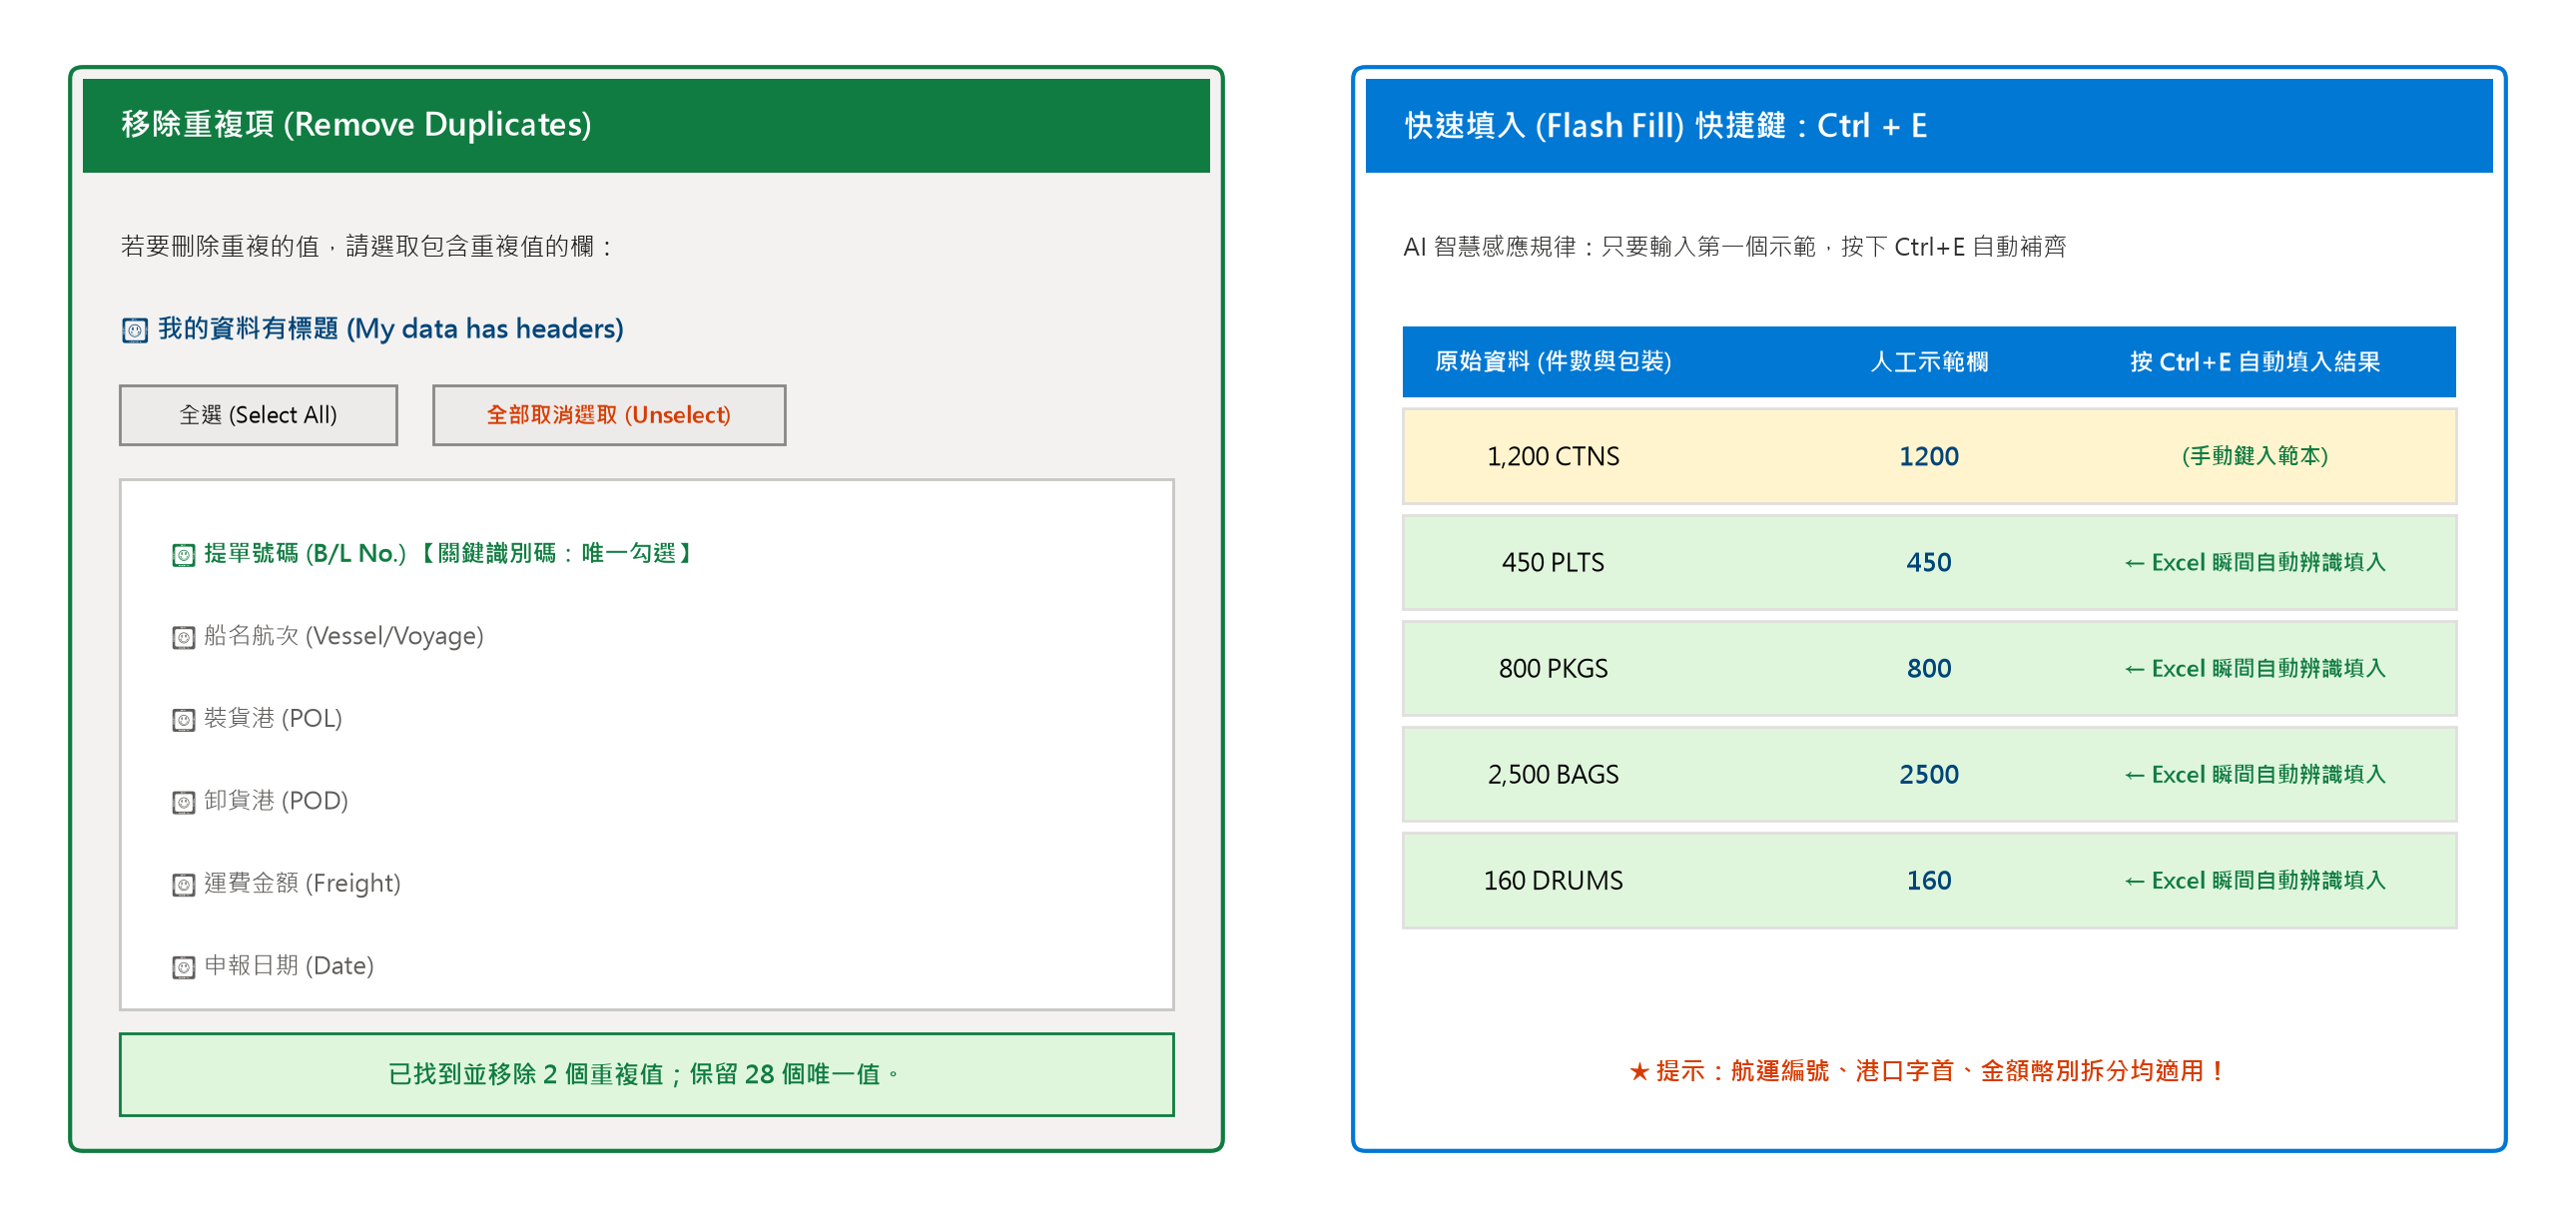 移除重複項 (Remove Duplicates)
若要刪除重複的值，請選取包含重複值的欄：
我的資料有標題 (My data has headers)
全選 (Select All)
全部取消選取 (Unselect)
提單號碼 (B/L No.) 【關鍵識別碼：唯一勾選】
船名航次 (Vessel/Voyage)
裝貨港 (POL)
卸貨港 (POD)
運費金額 (Freight)
申報日期 (Date)
已找到並移除 2 個重複值；保留 28 個唯一值。
快速填入 (Flash Fill) 快捷鍵：Ctrl + E
AI 智慧感應規律：只要輸入第一個示範，按下 Ctrl+E 自動補齊
原始資料 (件數與包裝) 人工示範欄 按 Ctrl+E 自動填入結果
1,200 CTNS 1200 (手動鍵入範本)
450 PLTS 450 ← Excel 瞬間自動辨識填入
800 PKGS 800 ← Excel 瞬間自動辨識填入
2,500 BAGS 2500 ← Excel 瞬間自動辨識填入
160 DRUMS 160 ← Excel 瞬間自動辨識填入
★ 提示：航運編號、港口字首、金額幣別拆分均適用！